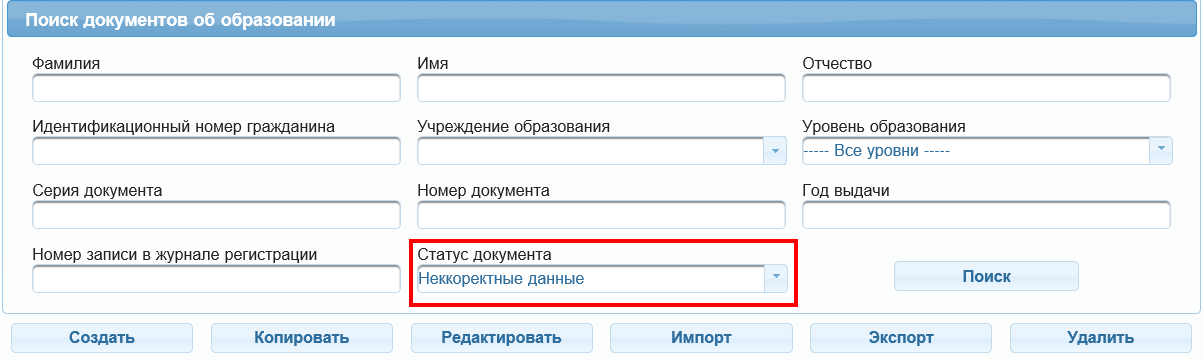 Поиск документов об образовании
Фамилия Имя Отчество
Идентификационный номер гражданина Учреждение образования Уровень образования
----- Все уровни -----
Серия документа Номер документа Год выдачи
Номер записи в журнале регистрации Статус документа
Неккоректные данные Поиск
Создать Копировать Редактировать Импорт Экспорт Удалить